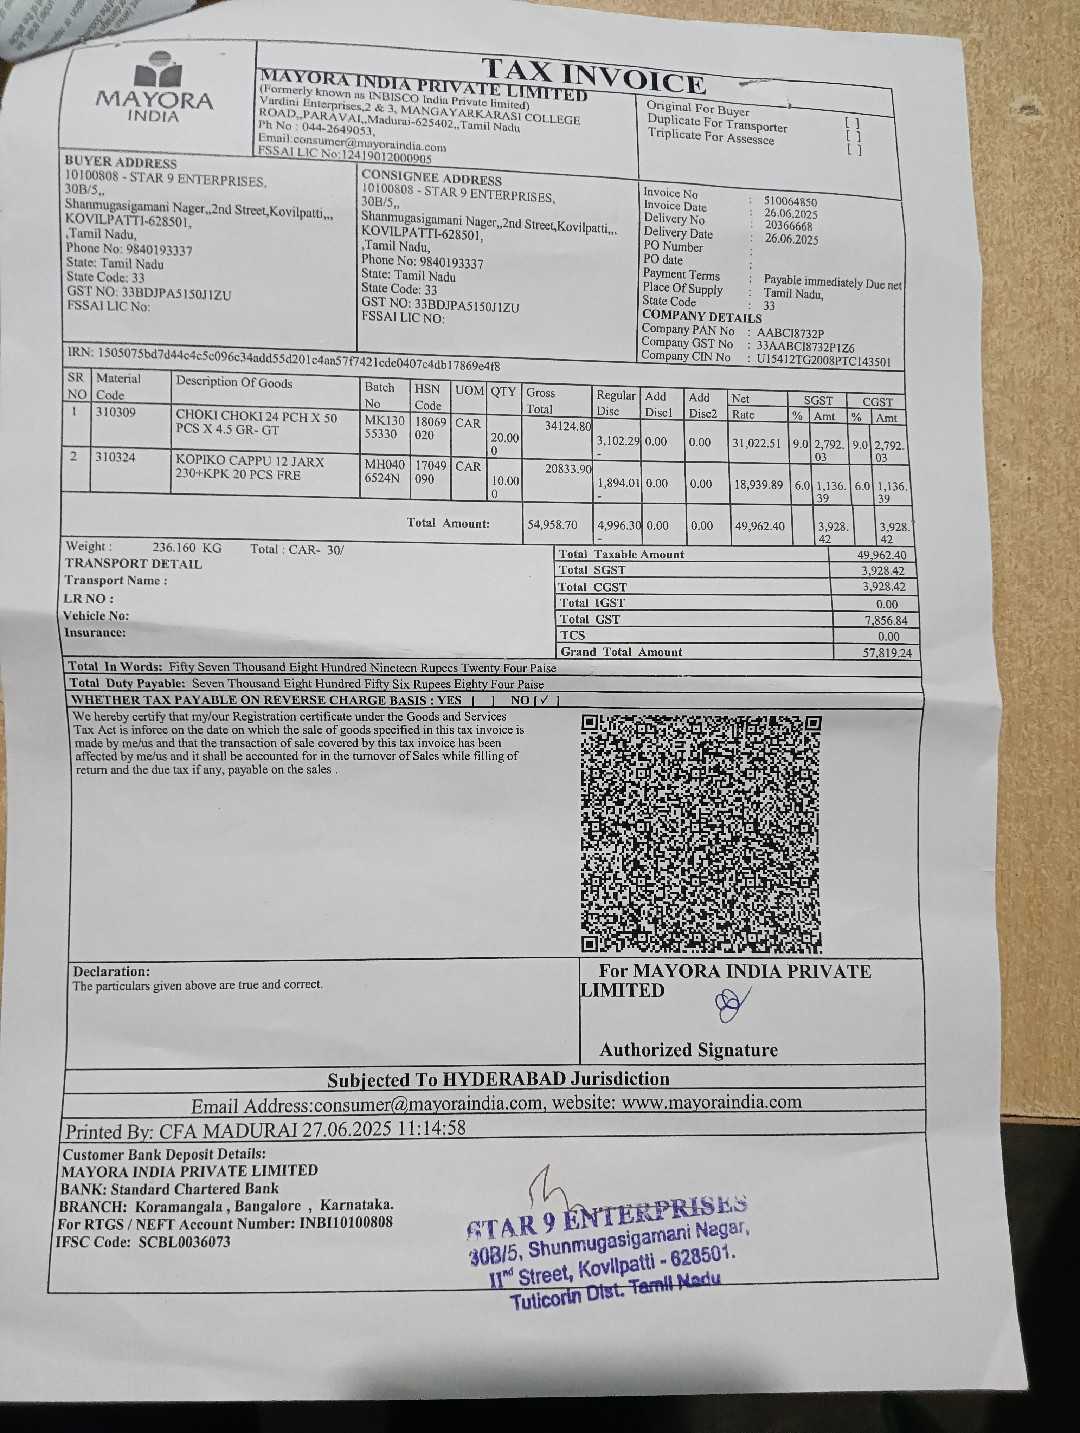 TAX INVOICE
MAYORA
INDIA
MAYORA INDIA PRIVATE LIMITED
(Formerly known as INBISCO India Private limited)
Vardini Enterprises,2 & 3, MANGAYARKARASI COLLEGE
ROAD,,PARAVAI,,Madurai-625402,,Tamil Nadu
Ph No : 044-2649053,
Email:consumer@mayoraindia.com
FSSAI LIC No:12419012000905
Original For Buyer [ ]
Duplicate For Transporter [ ]
Triplicate For Assessee [ ]
BUYER ADDRESS
10100808 - STAR 9 ENTERPRISES,
30B/5,,
Shanmugasigamani Nager,,2nd Street,Kovilpatti,,,
KOVILPATTI-628501,
,Tamil Nadu,
Phone No: 9840193337
State: Tamil Nadu
State Code: 33
GST NO: 33BDJPA5150J1ZU
FSSAI LIC No:
CONSIGNEE ADDRESS
10100808 - STAR 9 ENTERPRISES,
30B/5,,
Shanmugasigamani Nager,,2nd Street,Kovilpatti,,,
KOVILPATTI-628501,
,Tamil Nadu,
Phone No: 9840193337
State: Tamil Nadu
State Code: 33
GST NO: 33BDJPA5150J1ZU
FSSAI LIC NO:
Invoice No : 510064850
Invoice Date : 26.06.2025
Delivery No : 20366668
Delivery Date : 26.06.2025
PO Number :
PO date :
Payment Terms : Payable immediately Due net
Place Of Supply : Tamil Nadu,
State Code : 33
COMPANY DETAILS
Company PAN No : AABCI8732P
Company GST No : 33AABCI8732P1Z6
Company CIN No : U15412TG2008PTC143501
IRN: 1505075bd7d44c4c5c096c34add55d201c4aa57f7421cde0407c4db17869e4f8
SR NO Material Code Description Of Goods Batch No HSN Code UOM QTY Gross Total Regular Disc Add Disc1 Add Disc2 Net Rate SGST % Amt CGST % Amt
1 310309 CHOKI CHOKI 24 PCH X 50 PCS X 4.5 GR- GT MK130 55330 18069 020 CAR 20.00 0 34124.80 3,102.29 - 0.00 0.00 31,022.51 9.0 2,792. 03 9.0 2,792. 03
2 310324 KOPIKO CAPPU 12 JARX 230+KPK 20 PCS FRE MH040 6524N 17049 090 CAR 10.00 0 20833.90 1,894.01 - 0.00 0.00 18,939.89 6.0 1,136. 39 6.0 1,136. 39
Total Amount: 54,958.70 4,996.30 - 0.00 0.00 49,962.40 3,928. 42 3,928. 42
Weight : 236.160 KG Total : CAR- 30/
TRANSPORT DETAIL
Transport Name :
LR NO :
Vehicle No:
Insurance:
Total Taxable Amount 49,962.40
Total SGST 3,928.42
Total CGST 3,928.42
Total IGST 0.00
Total GST 7,856.84
TCS 0.00
Grand Total Amount 57,819.24
Total In Words: Fifty Seven Thousand Eight Hundred Nineteen Rupees Twenty Four Paise
Total Duty Payable: Seven Thousand Eight Hundred Fifty Six Rupees Eighty Four Paise
WHETHER TAX PAYABLE ON REVERSE CHARGE BASIS : YES [ ] NO [✓ ]
We hereby certify that my/our Registration certificate under the Goods and Services
Tax Act is inforce on the date on which the sale of goods specified in this tax invoice is
made by me/us and that the transaction of sale covered by this tax invoice has been
affected by me/us and it shall be accounted for in the turnover of Sales while filling of
return and the due tax if any, payable on the sales .
Declaration:
The particulars given above are true and correct.
For MAYORA INDIA PRIVATE
LIMITED
Authorized Signature
Subjected To HYDERABAD Jurisdiction
Email Address:consumer@mayoraindia.com, website: www.mayoraindia.com
Printed By: CFA MADURAI 27.06.2025 11:14:58
Customer Bank Deposit Details:
MAYORA INDIA PRIVATE LIMITED
BANK: Standard Chartered Bank
BRANCH: Koramangala , Bangalore , Karnataka.
For RTGS / NEFT Account Number: INBI10100808
IFSC Code: SCBL0036073
STAR 9 ENTERPRISES
30B/5, Shunmugasigamani Nagar,
IInd Street, Kovilpatti - 628501.
Tuticorin Dist. Tamil Nadu